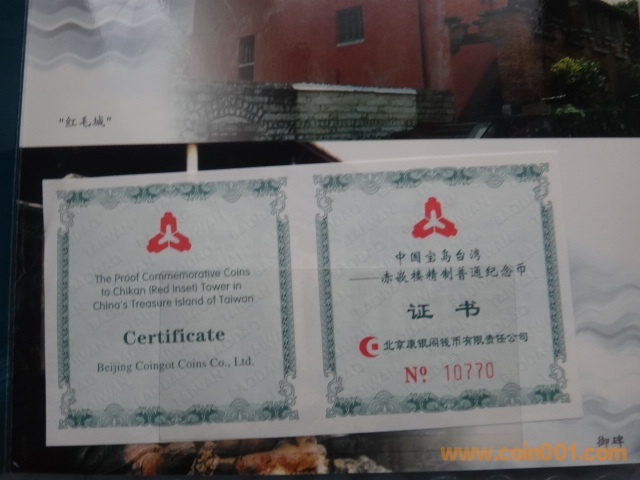 "红毛城"
The Proof Commemorative Coins
to Chikan (Red Inset) Tower in
China's Treasure Island of Taiwan
Certificate
Beijing Coingot Coins Co., Ltd.
中国宝岛台湾
——赤嵌楼精制普通纪念币
证书
北京康银阁钱币有限责任公司
Nº 10770
御碑
www.coin001.com